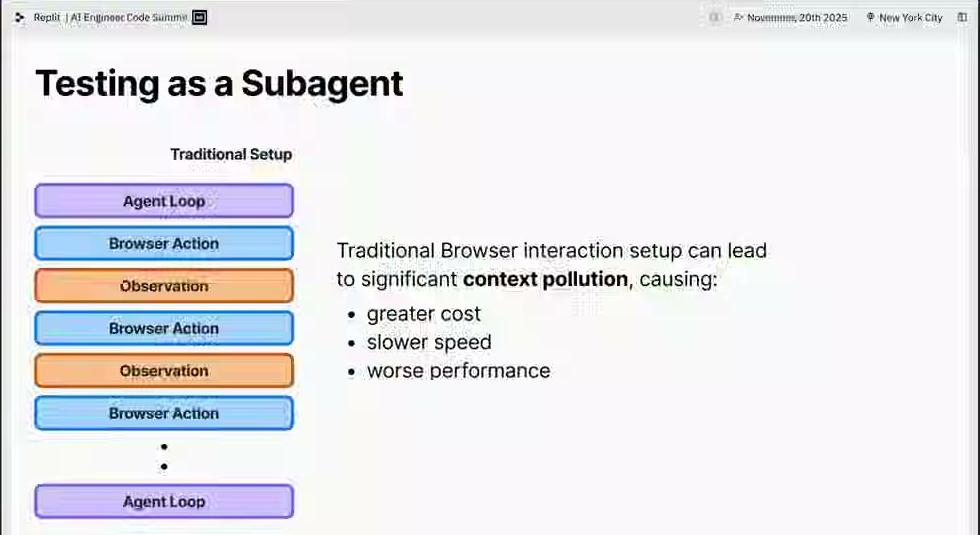 Replit | AI Engineer Code Summit
November, 20th 2025
New York City
Testing as a Subagent
Traditional Setup
Agent Loop
Browser Action
Observation
Browser Action
Observation
Browser Action
Agent Loop
Traditional Browser interaction setup can lead
to significant context pollution, causing:
• greater cost
• slower speed
• worse performance